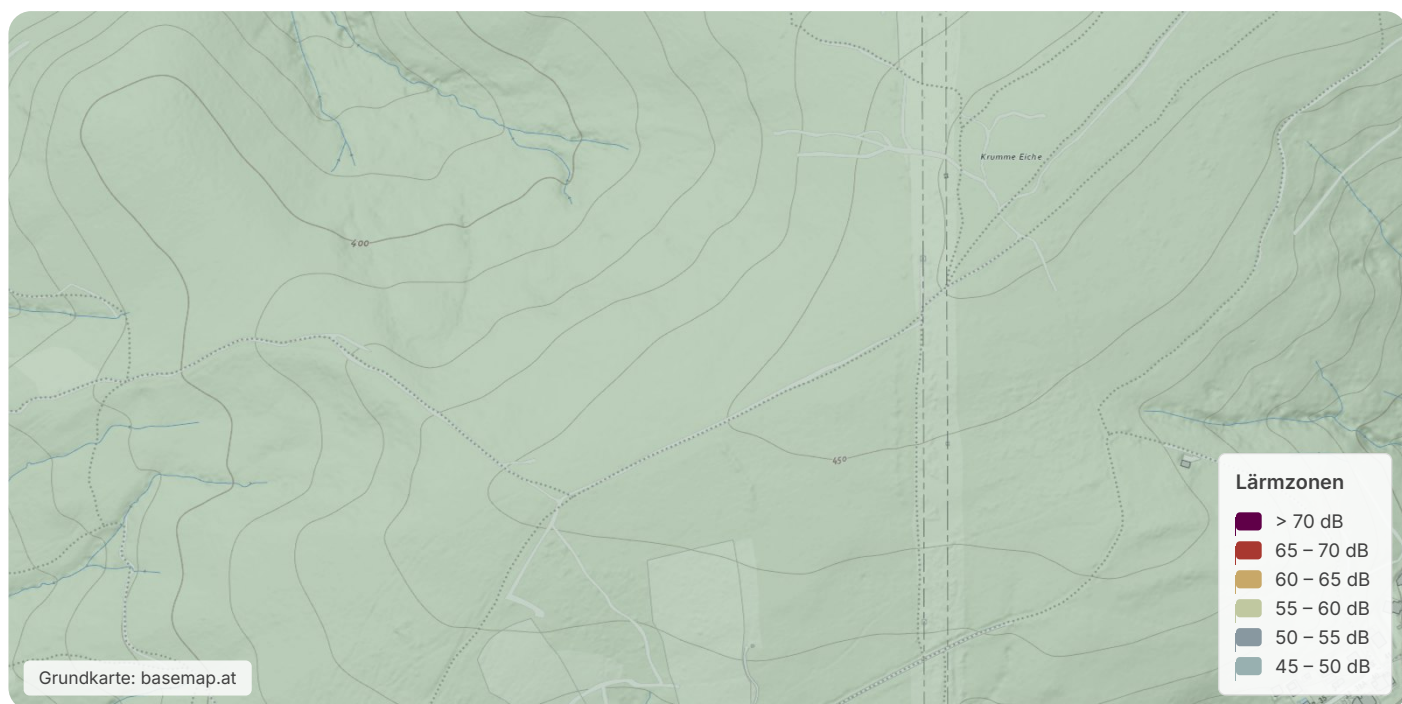 Krumme Eiche
400
450
Lärmzonen
> 70 dB
65 – 70 dB
60 – 65 dB
55 – 60 dB
50 – 55 dB
45 – 50 dB
Grundkarte: basemap.at